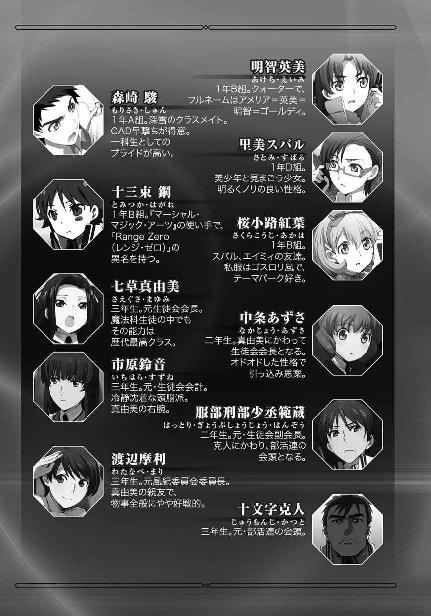 森崎 駿
もりさき・しゅん
1年A組。深雪のクラスメイト。
CAD早撃ちが得意。
一科生としての
プライドが高い。
十三束 鋼
とみつか・はがね
1年B組。『マーシャル・
マジック・アーツ』の使い手で、
「Range Zero
(レンジ・ゼロ)」の
異名を持つ。
七草真由美
さえぐさ・まゆみ
三年生。元・生徒会会長。
魔法科生徒の中でも
その能力は
歴代最高クラス。
市原鈴音
いちはら・すずね
三年生。元・生徒会会計。
冷静沈着な頭脳派。
真由美の右腕。
渡辺摩利
わたなべ・まり
三年生。元風紀委員会委員長。
真由美の親友で、
物事全般にやや好戦的。
明智英美
あけち・えいみ
1年B組。クォーターで、
フルネームはアメリア=英美=
明智=ゴールディ。
里美スバル
さとみ・すばる
1年D組。
美少年と見まごう少女。
明るくノリの良い性格。
桜小路紅葉
さくらこうじ・あかは
1年B組。
スバル、エイミィの友達。
私服はゴスロリ風で、
テーマパーク好き。
中条あずさ
なかじょう・あずさ
二年生。真由美にかわって
生徒会会長となる。
オドオドした性格で
引っ込み思案。
服部刑部少丞範蔵
はっとり・ぎょうぶしょうじょう・はんぞう
二年生。元・生徒会副会長。
克人にかわり、部活連の
会頭となる。
十文字克人
じゅうもんじ・かつと
三年生。元・部活連の会頭。